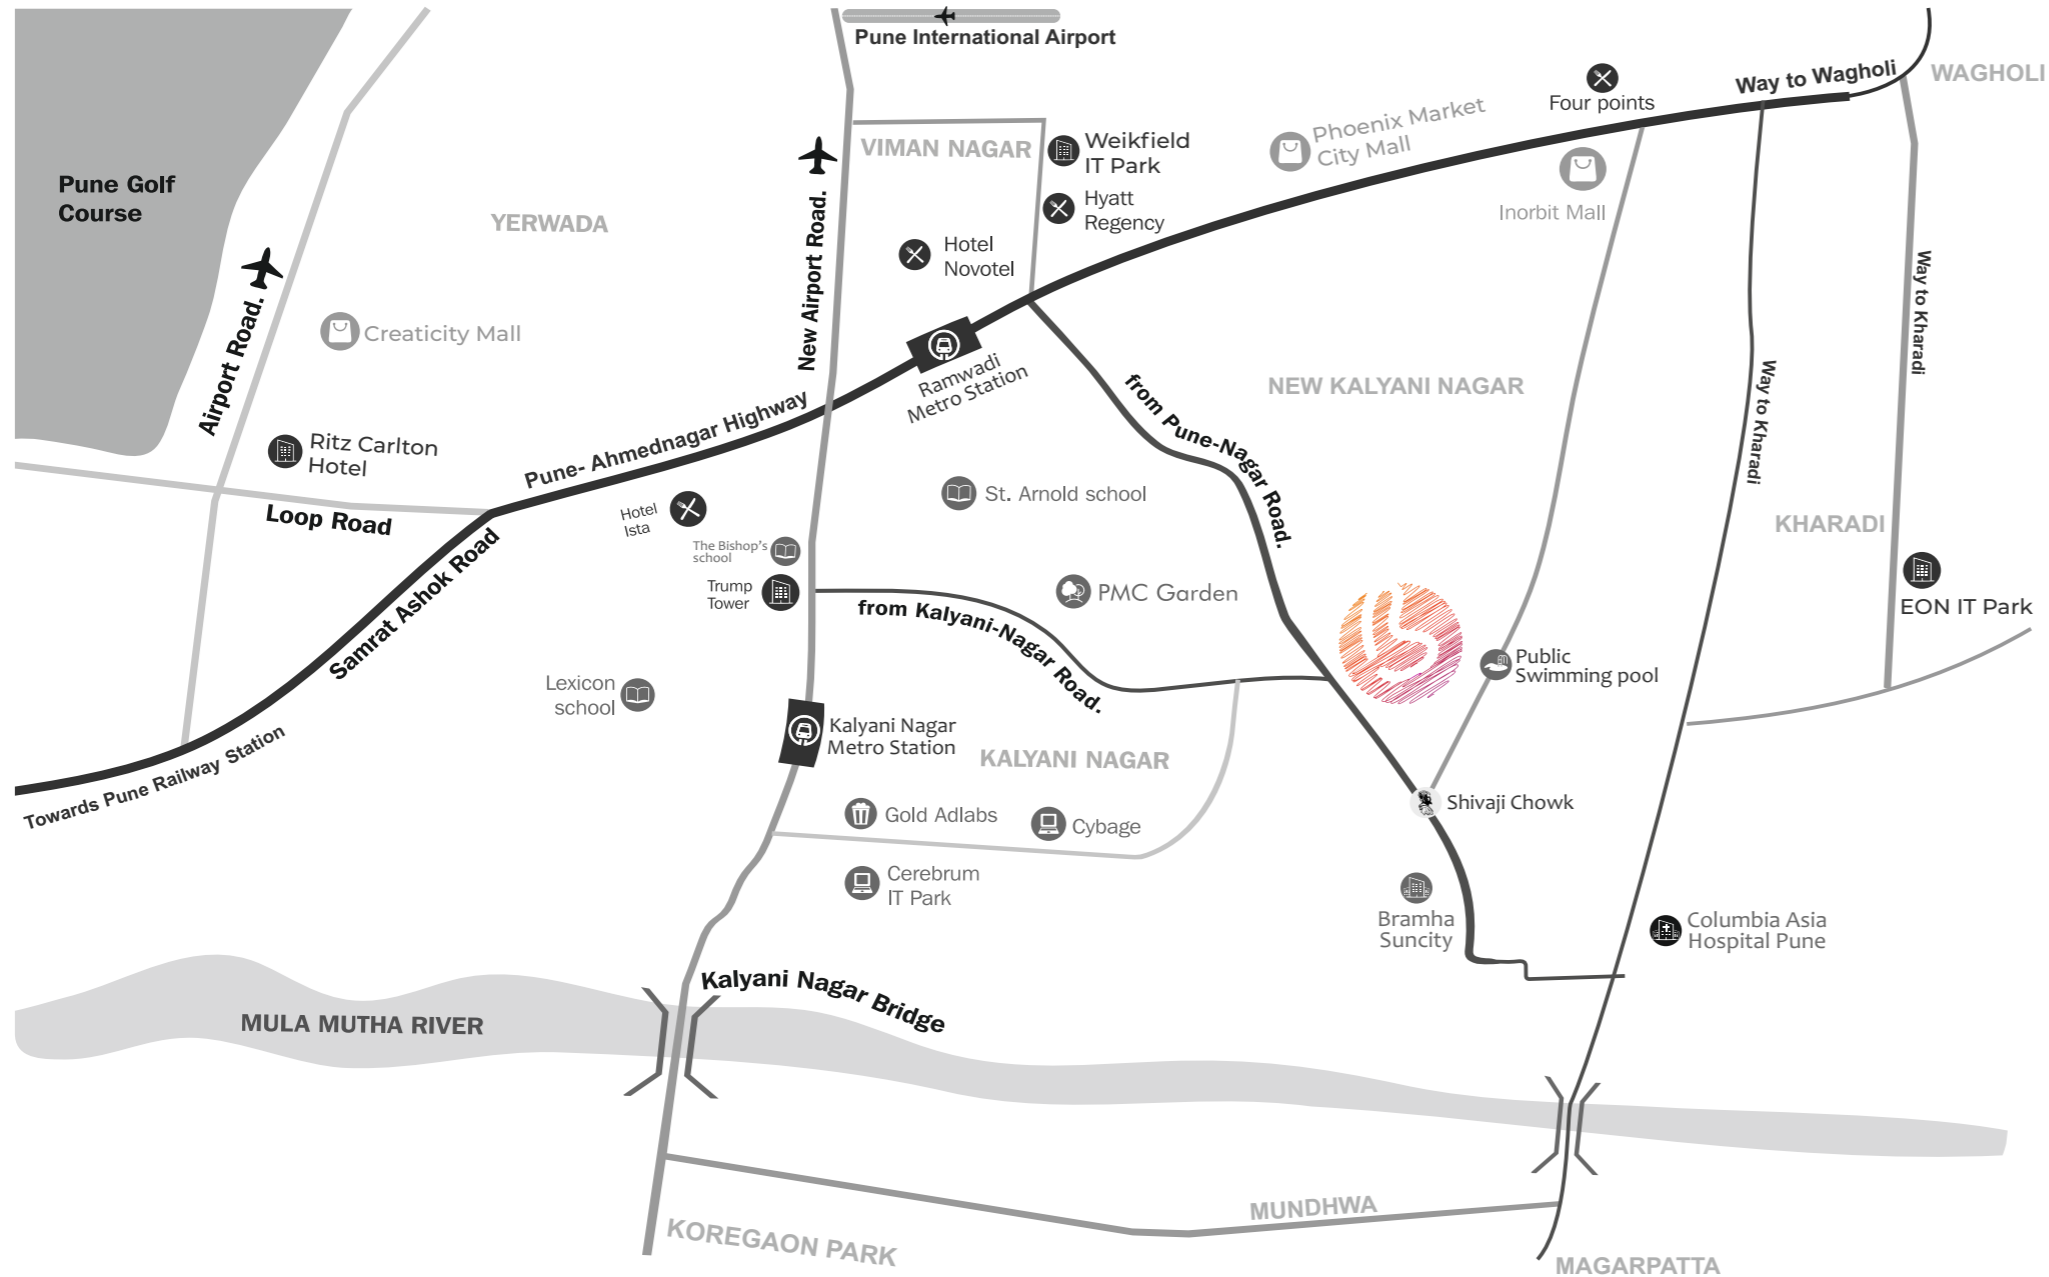 Pune International Airport
Way to Wagholi
WAGHOLI
Four points
Phoenix Market
City Mall
VIMAN NAGAR
Weikfield
IT Park
Pune Golf
Course
YERWADA
New Airport Road.
Hyatt
Regency
Inorbit Mall
Hotel
Novotel
Airport Road.
Creaticity Mall
Way to Kharadi
Ramwadi
Metro Station
from Pune-Nagar Road.
NEW KALYANI NAGAR
Way to Kharadi
Ritz Carlton
Hotel
Pune- Ahmednagar Highway
Loop Road
Hotel
Ista
St. Arnold school
KHARADI
The Bishop's
school
Trump
Tower
Samrat Ashok Road
from Kalyani-Nagar Road.
PMC Garden
b
EON IT Park
Public
Swimming pool
Lexicon
school
Kalyani Nagar
Metro Station
KALYANI NAGAR
Towards Pune Railway Station
Gold Adlabs
Cybage
Shivaji Chowk
Cerebrum
IT Park
Bramha
Suncity
Columbia Asia
Hospital Pune
Kalyani Nagar Bridge
MULA MUTHA RIVER
MUNDHWA
KOREGAON PARK
MAGARPATTA